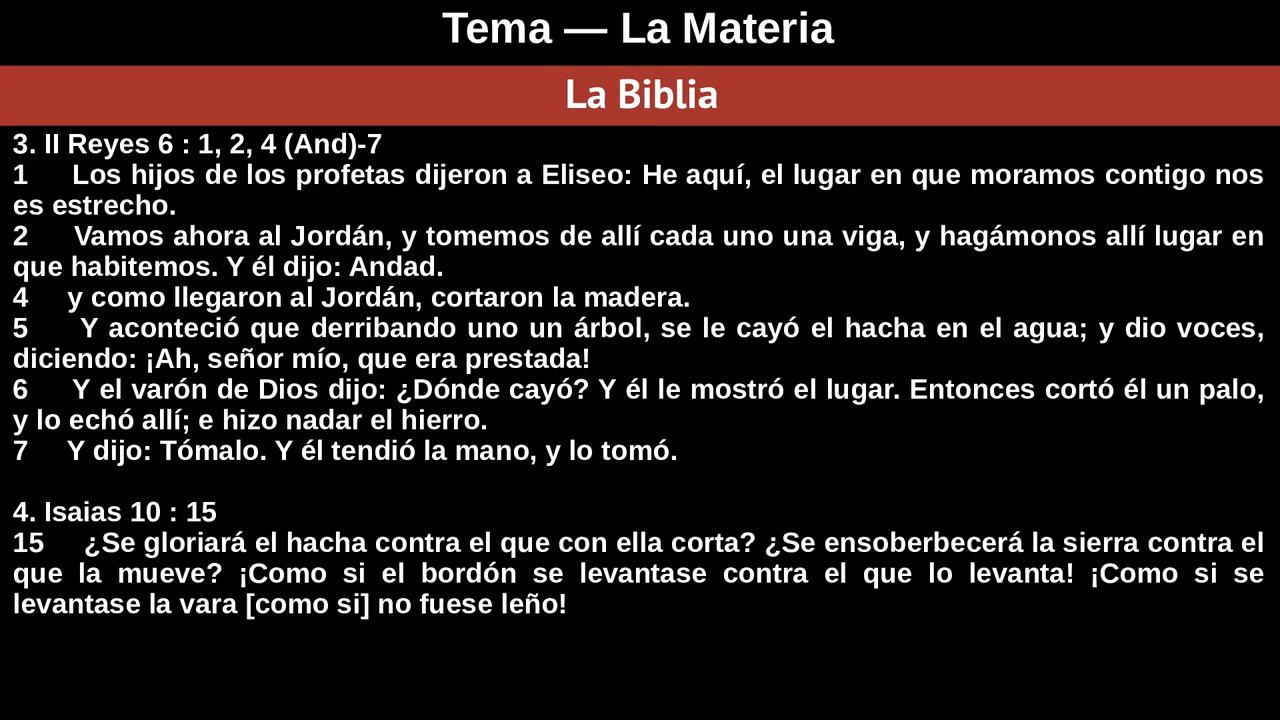 Tema — La Materia
La Biblia
3. II Reyes 6 : 1, 2, 4 (And)-7
1 Los hijos de los profetas dijeron a Eliseo: He aquí, el lugar en que moramos contigo nos
es estrecho.
2 Vamos ahora al Jordán, y tomemos de allí cada uno una viga, y hagámonos allí lugar en
que habitemos. Y él dijo: Andad.
4 y como llegaron al Jordán, cortaron la madera.
5 Y aconteció que derribando uno un árbol, se le cayó el hacha en el agua; y dio voces,
diciendo: ¡Ah, señor mío, que era prestada!
6 Y el varón de Dios dijo: ¿Dónde cayó? Y él le mostró el lugar. Entonces cortó él un palo,
y lo echó allí; e hizo nadar el hierro.
7 Y dijo: Tómalo. Y él tendió la mano, y lo tomó.
4. Isaias 10 : 15
15 ¿Se gloriará el hacha contra el que con ella corta? ¿Se ensoberbecerá la sierra contra el
que la mueve? ¡Como si el bordón se levantase contra el que lo levanta! ¡Como si se
levantase la vara [como si] no fuese leño!